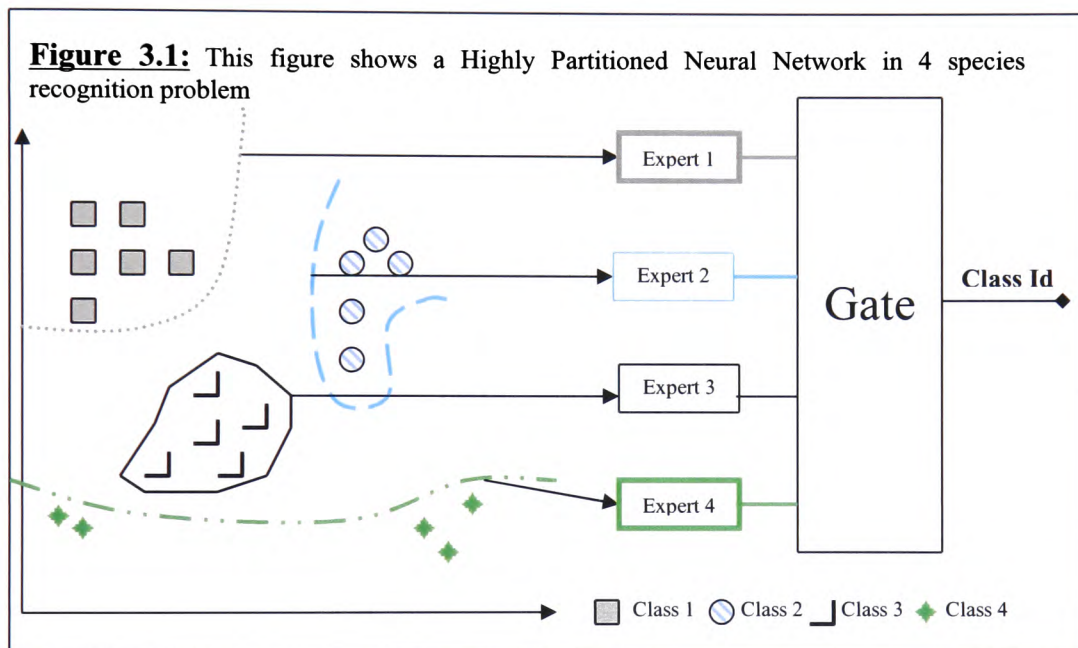 Figure 3.1: This figure shows a Highly Partitioned Neural Network in 4 species
recognition problem
Expert 1
Expert 2
Class Id
Gate
Expert 3
Expert 4
Class 1 Class 2 Class 3 Class 4